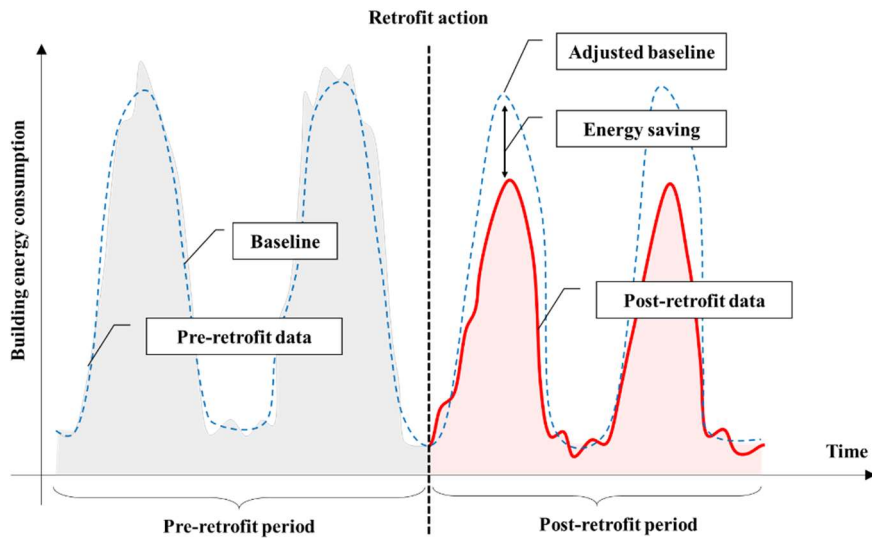 Retrofit action
Adjusted baseline
Energy saving
Building energy consumption
Baseline
Post-retrofit data
Pre-retrofit data
Time
Pre-retrofit period
Post-retrofit period